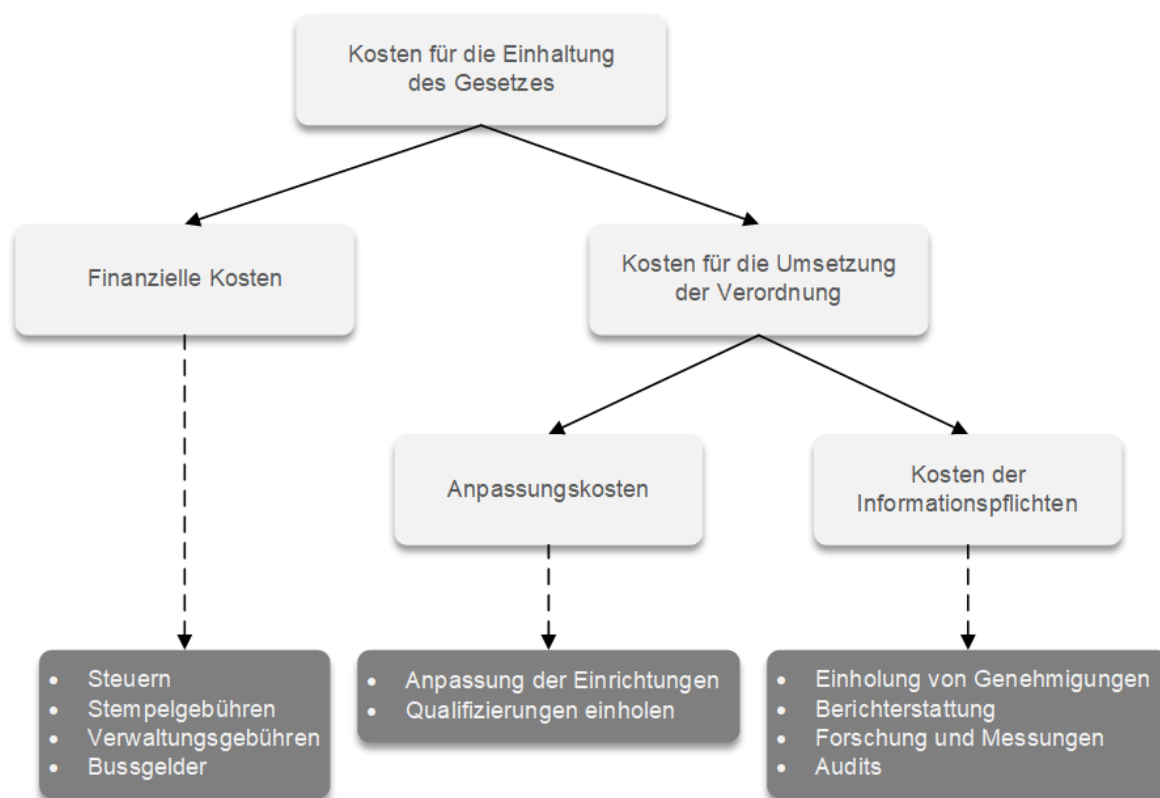 Kosten für die Einhaltung
des Gesetzes
Finanzielle Kosten
Kosten für die Umsetzung
der Verordnung
Anpassungskosten
Kosten der
Informationspflichten
• Steuern
• Stempelgebühren
• Verwaltungsgebühren
• Bussgelder
• Anpassung der Einrichtungen
• Qualifizierungen einholen
• Einholung von Genehmigungen
• Berichterstattung
• Forschung und Messungen
• Audits